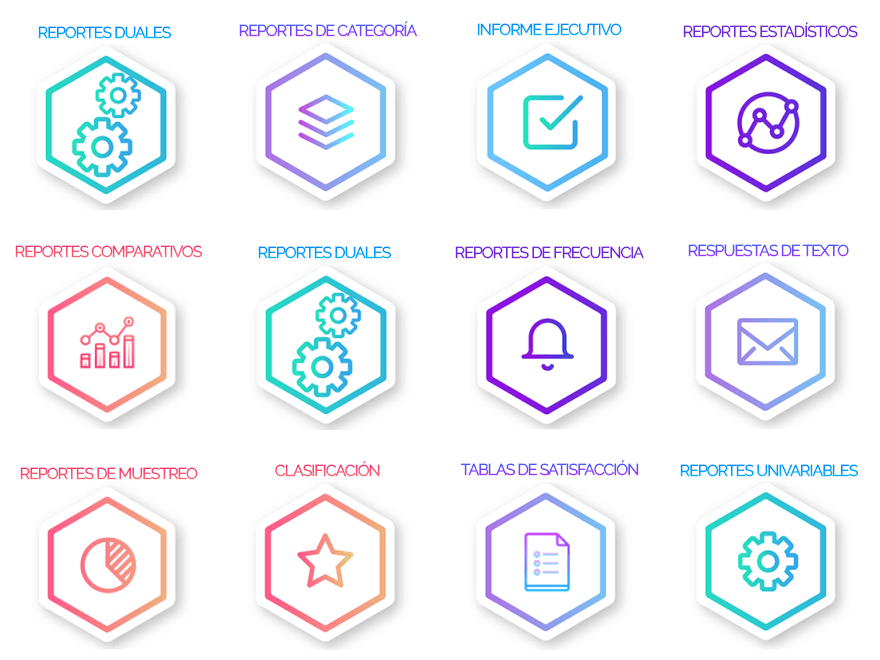 REPORTES DUALES
REPORTES DE CATEGORÍA
INFORME EJECUTIVO
REPORTES ESTADÍSTICOS
REPORTES COMPARATIVOS
REPORTES DUALES
REPORTES DE FRECUENCIA
RESPUESTAS DE TEXTO
REPORTES DE MUESTREO
CLASIFICACIÓN
TABLAS DE SATISFACCIÓN
REPORTES UNIVARIABLES